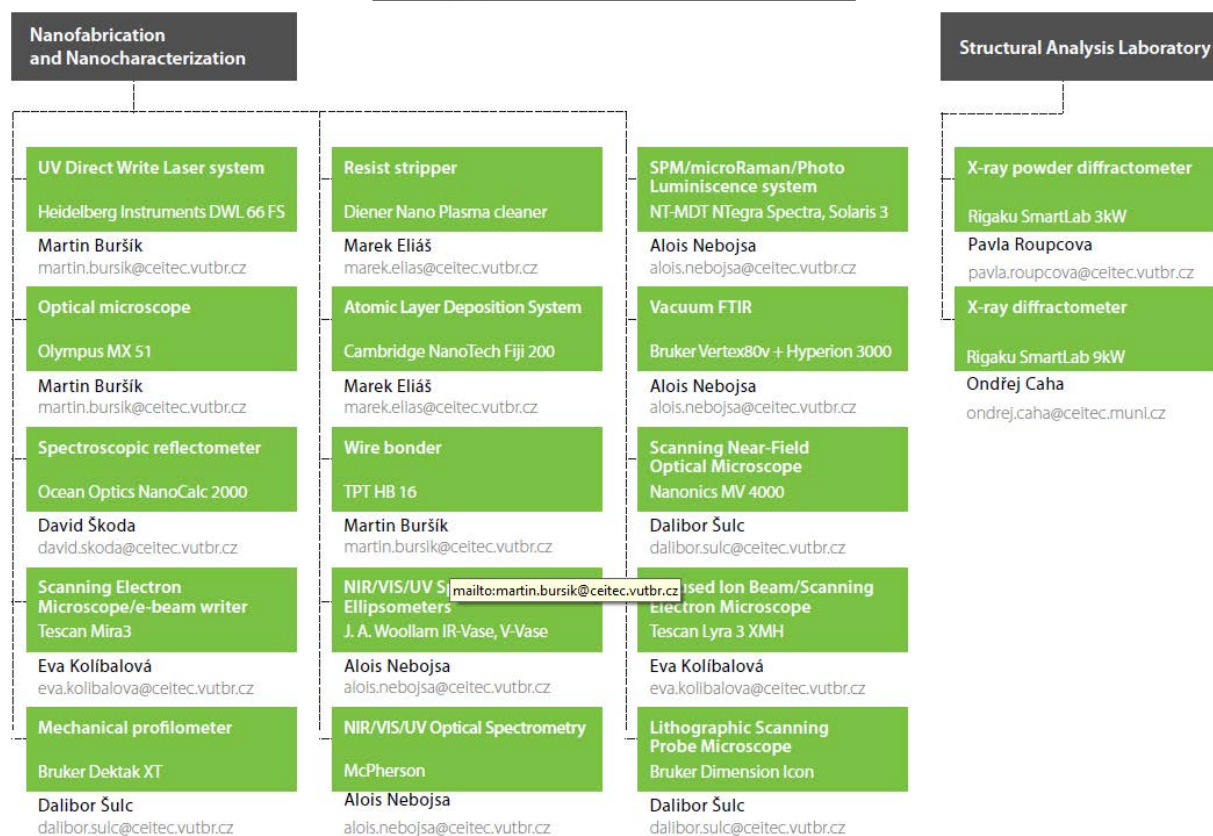 Nanofabrication
and Nanocharacterization
UV Direct Write Laser system
Heidelberg Instruments DWL 66 FS
Martin Buršík
martin.bursik@ceitec.vutbr.cz
Optical microscope
Olympus MX 51
Martin Buršík
martin.bursik@ceitec.vutbr.cz
Spectroscopic reflectometer
Ocean Optics NanoCalc 2000
David Škoda
david.skoda@ceitec.vutbr.cz
Scanning Electron
Microscope/e-beam writer
Tescan Mira3
Eva Kolíbalová
eva.kolibalova@ceitec.vutbr.cz
Mechanical profilometer
Bruker Dektak XT
Dalibor Šulc
dalibor.sulc@ceitec.vutbr.cz
Resist stripper
Diener Nano Plasma cleaner
Marek Eliáš
marek.elias@ceitec.vutbr.cz
Atomic Layer Deposition System
Cambridge NanoTech Fiji 200
Marek Eliáš
marek.elias@ceitec.vutbr.cz
Wire bonder
TPT HB 16
Martin Buršík
martin.bursik@ceitec.vutbr.cz
NIR/VIS/UV
mailto:martin.bursik@ceitec.vutbr.cz
Ellipsometers
J. A. Woollam IR-Vase, V-Vase
Alois Nebojsa
alois.nebojsa@ceitec.vutbr.cz
NIR/VIS/UV Optical Spectrometry
McPherson
Alois Nebojsa
alois.nebojsa@ceitec.vutbr.cz
SPM/microRaman/Photo
Luminiscence system
NT-MDT NTegra Spectra, Solaris 3
Alois Nebojsa
alois.nebojsa@ceitec.vutbr.cz
Vacuum FTIR
Bruker Vertex80v + Hyperion 3000
Alois Nebojsa
alois.nebojsa@ceitec.vutbr.cz
Scanning Near-Field
Optical Microscope
Nanonics MV 4000
Dalibor Šulc
dalibor.sulc@ceitec.vutbr.cz
Ion Beam/Scanning
Electron Microscope
Tescan Lyra 3 XMH
Eva Kolíbalová
eva.kolibalova@ceitec.vutbr.cz
Lithographic Scanning
Probe Microscope
Bruker Dimension Icon
Dalibor Šulc
dalibor.sulc@ceitec.vutbr.cz
Structural Analysis Laboratory
X-ray powder diffractometer
Rigaku SmartLab 3kW
Pavla Roupcova
pavla.roupcova@ceitec.vutbr.cz
X-ray diffractometer
Rigaku SmartLab 9kW
Ondřej Caha
ondrej.caha@ceitec.muni.cz